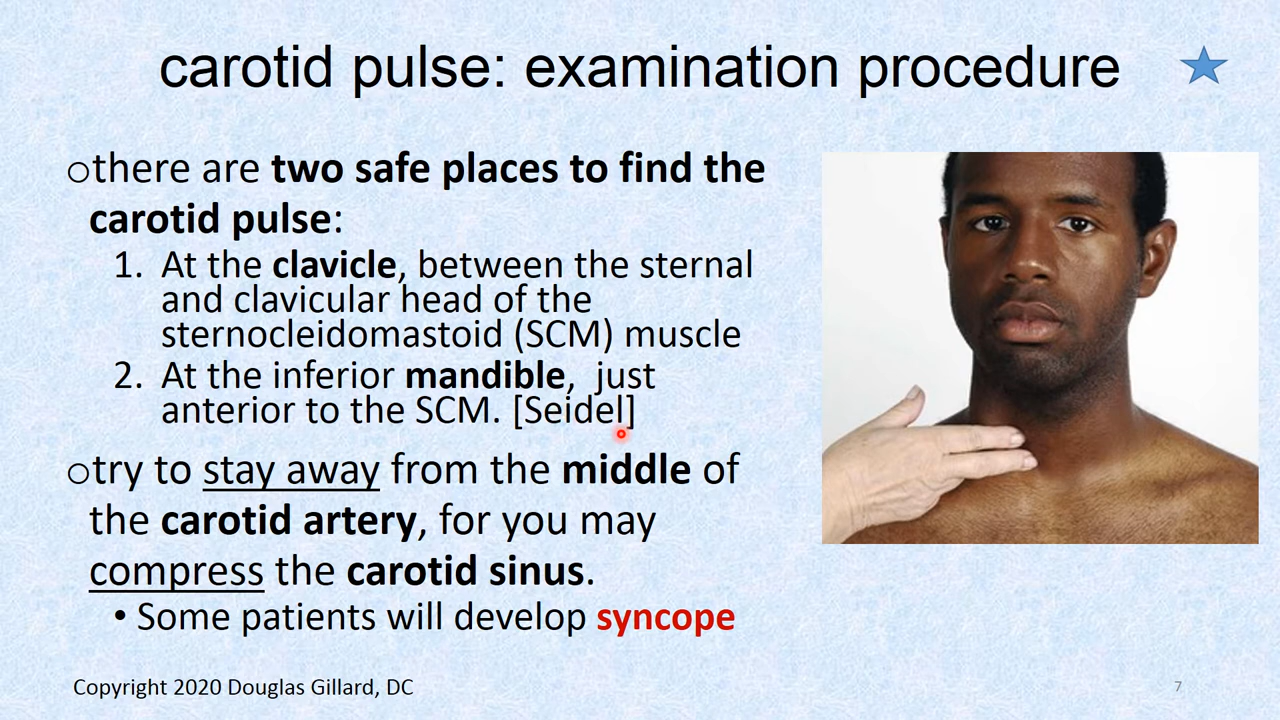 carotid pulse: examination procedure
○there are two safe places to find the
carotid pulse:
1. At the clavicle, between the sternal
and clavicular head of the
sternocleidomastoid (SCM) muscle
2. At the inferior mandible, just
anterior to the SCM. [Seidel]
○try to stay away from the middle of
the carotid artery, for you may
compress the carotid sinus.
• Some patients will develop syncope
Copyright 2020 Douglas Gillard, DC
7